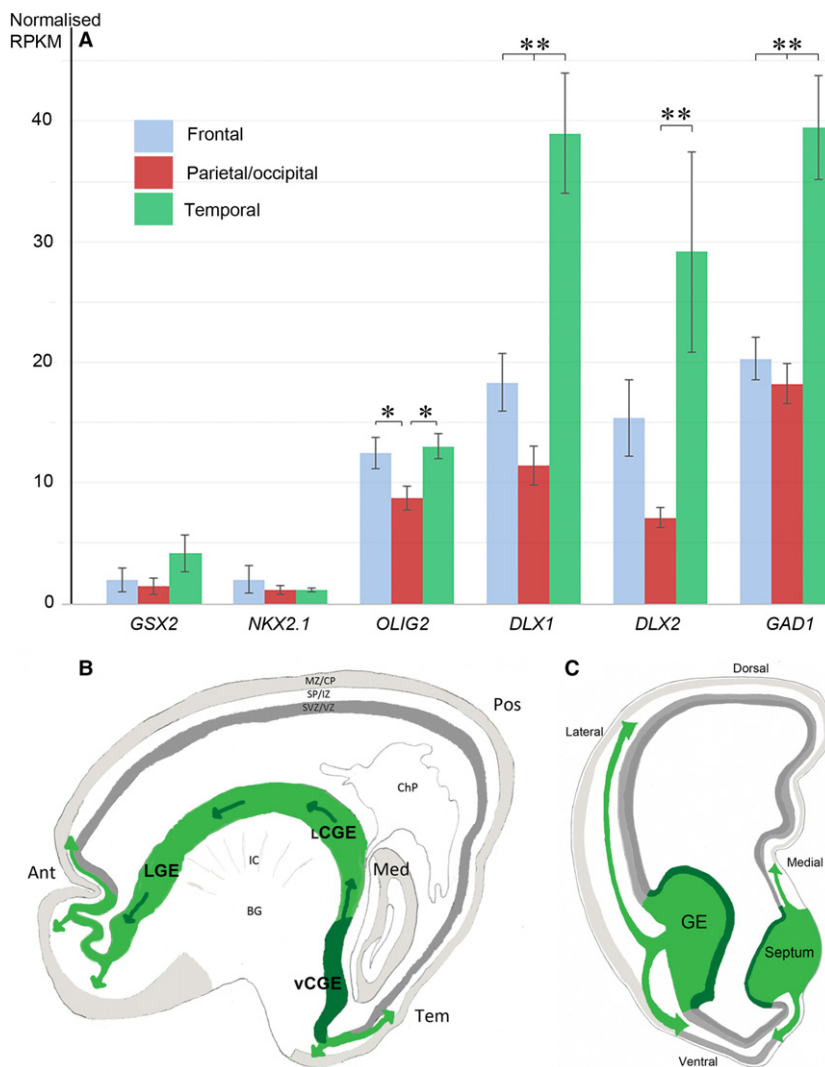 Normalised
RPKM
A
**
**
**
*
*
Frontal
Parietal/occipital
Temporal
40
30
20
10
0
GSX2
NKX2.1
OLIG2
DLX1
DLX2
GAD1
B
MZ/CP
SP/IZ
SVZ/VZ
Pos
ChP
LCGE
LGE
IC
Med
Ant
BG
vCGE
Tem
C
Dorsal
Lateral
Medial
GE
Septum
Ventral